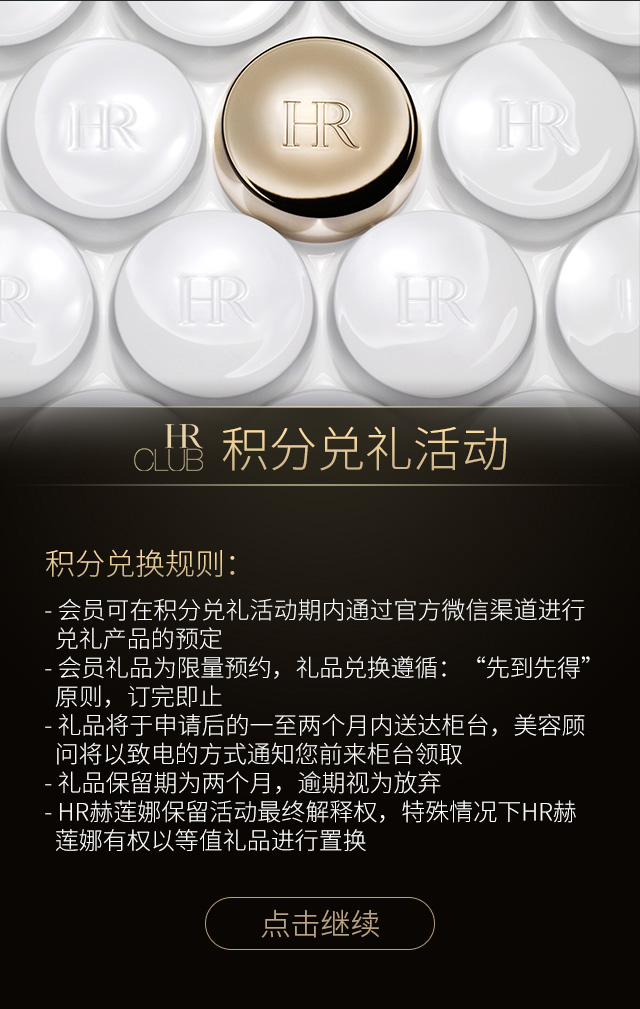 HR
HR
HR
R
HR
HR
HR
CLUB
积分兑礼活动
积分兑换规则：
- 会员可在积分兑礼活动期内通过官方微信渠道进行
兑礼产品的预定
- 会员礼品为限量预约，礼品兑换遵循：“先到先得”
原则，订完即止
- 礼品将于申请后的一至两个月内送达柜台，美容顾
问将以致电的方式通知您前来柜台领取
- 礼品保留期为两个月，逾期视为放弃
- HR赫莲娜保留活动最终解释权，特殊情况下HR赫
莲娜有权以等值礼品进行置换
点击继续